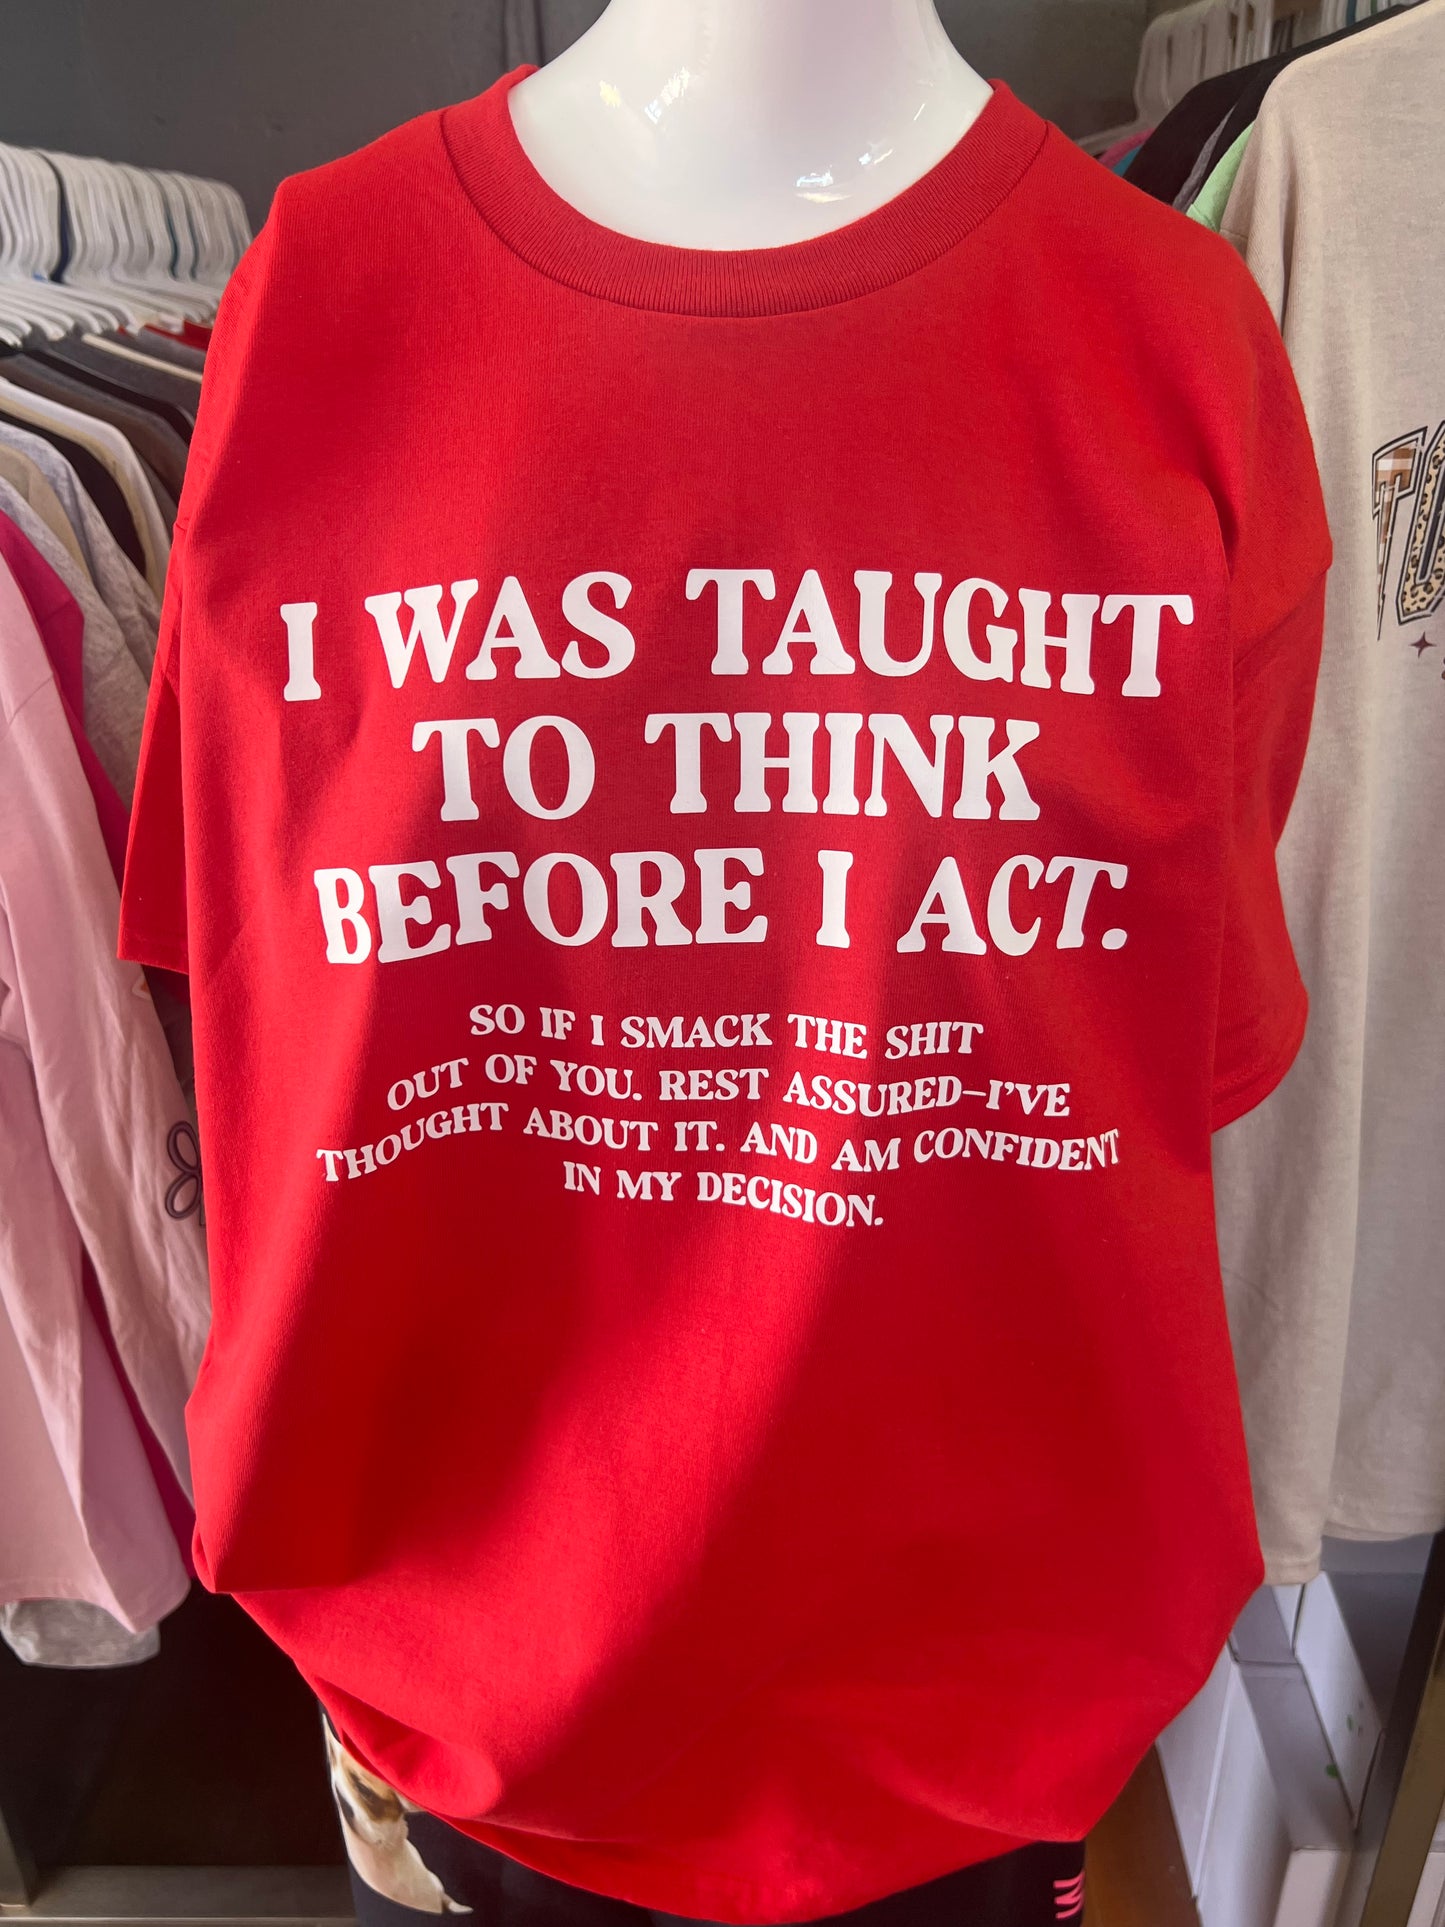 I WAS TAUGHT
TO THINK
BEFORE I ACT.
SO IF I SMACK THE SHIT
OUT OF YOU. REST ASSURED–I'VE
THOUGHT ABOUT IT. AND AM CONFIDENT
IN MY DECISION.